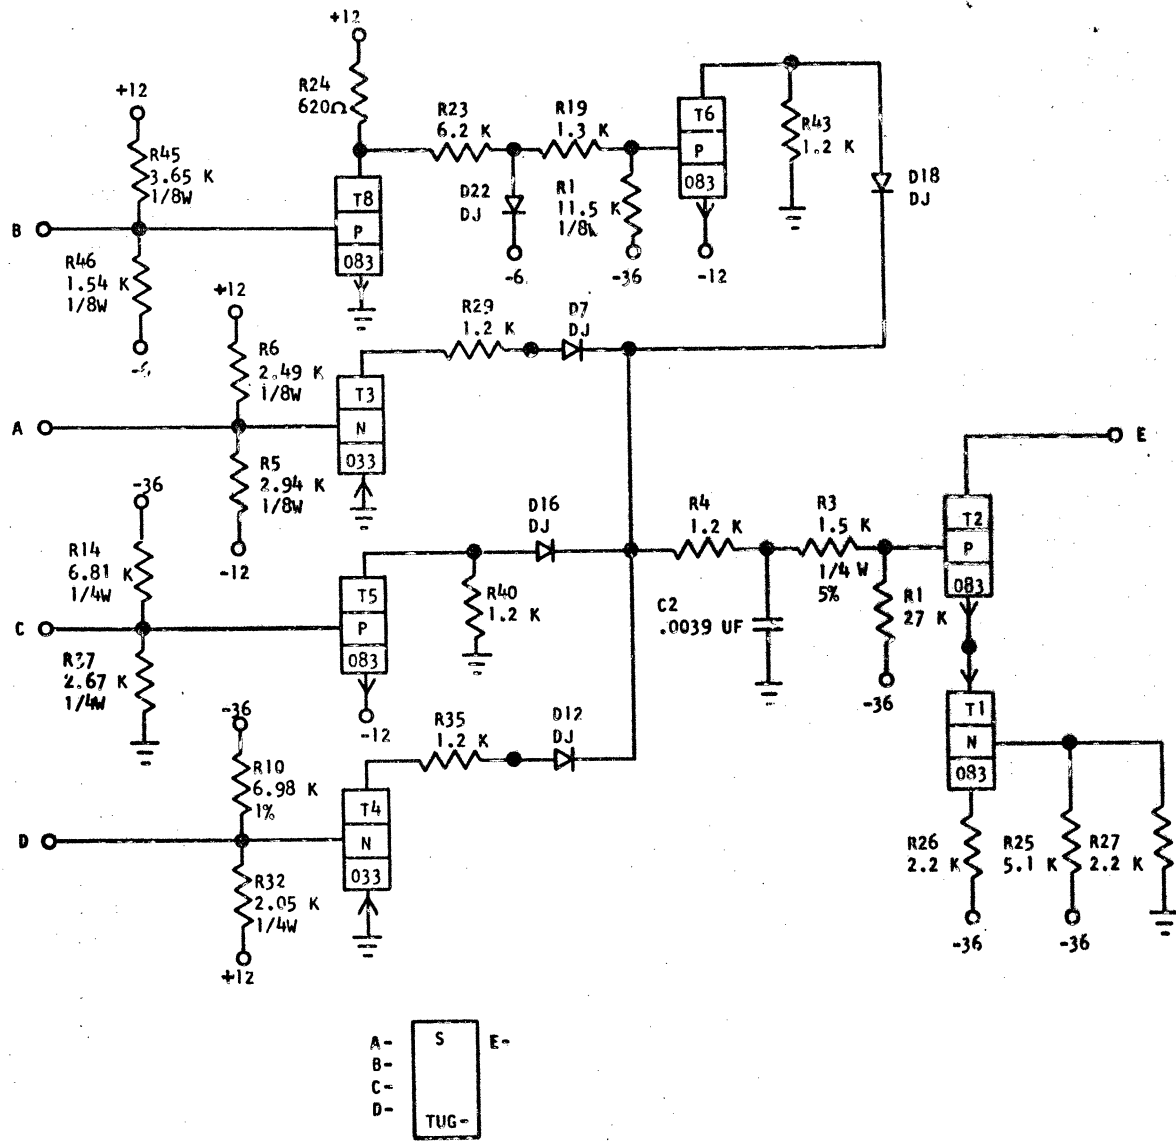 +12
R24
620Ω
+12
R45
3.65 K
1/8W
R23
6.2 K
R19
1.3 K
T6
P
083
R43
1.2 K
D18
DJ
T8
P
083
D22
DJ
R1
11.5 K
1/8W
B
-6
-36
-12
R46
1.54 K
1/8W
-6
+12
R29
1.2 K
D7
DJ
R6
2.49 K
1/8W
T3
N
033
A
R5
2.94 K
1/8W
-12
E
-36
R14
6.81 K
1/4W
D16
DJ
R4
1.2 K
R3
1.5 K
1/4 W
5%
T2
P
083
T5
P
083
R40
1.2 K
C2
.0039 UF
R1
27 K
-36
C
R37
2.67 K
1/4W
-12
T1
N
083
-36
R10
6.98 K
1%
R35
1.2 K
D12
DJ
T4
N
033
D
R32
2.05 K
1/4W
+12
R26
2.2 K
R25
5.1 K
R27
2.2 K
-36
-36
A-
B-
C-
D-
S
TUG-
E-